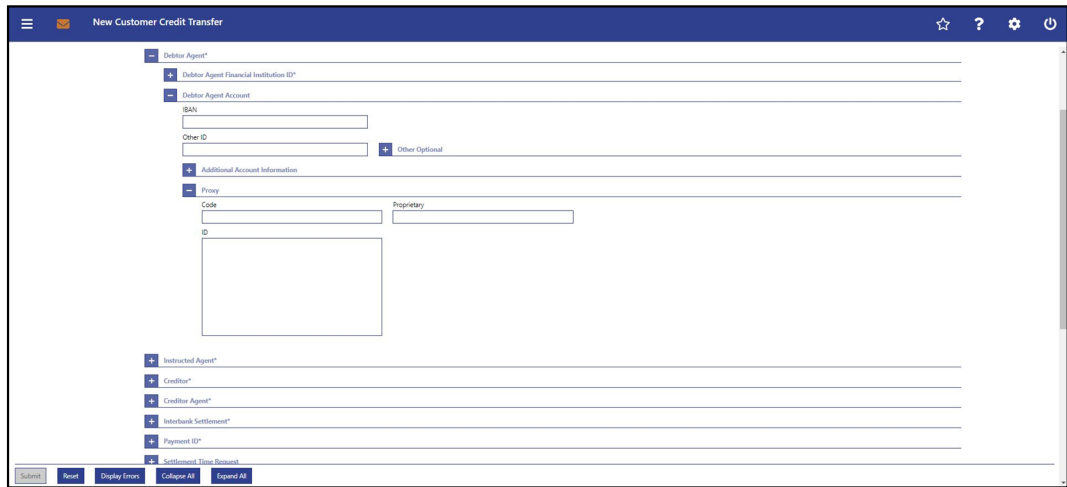 New Customer Credit Transfer
Debtor Agent*
Debtor Agent Financial Institution ID*
Debtor Agent Account
IBAN
Other ID
Other Optional
Additional Account Information
Proxy
Code Proprietary
ID
Instructed Agent*
Creditor*
Creditor Agent*
Interbank Settlement*
Payment ID*
Settlement Time Request
Submit Reset Display Errors Collapse All Expand All